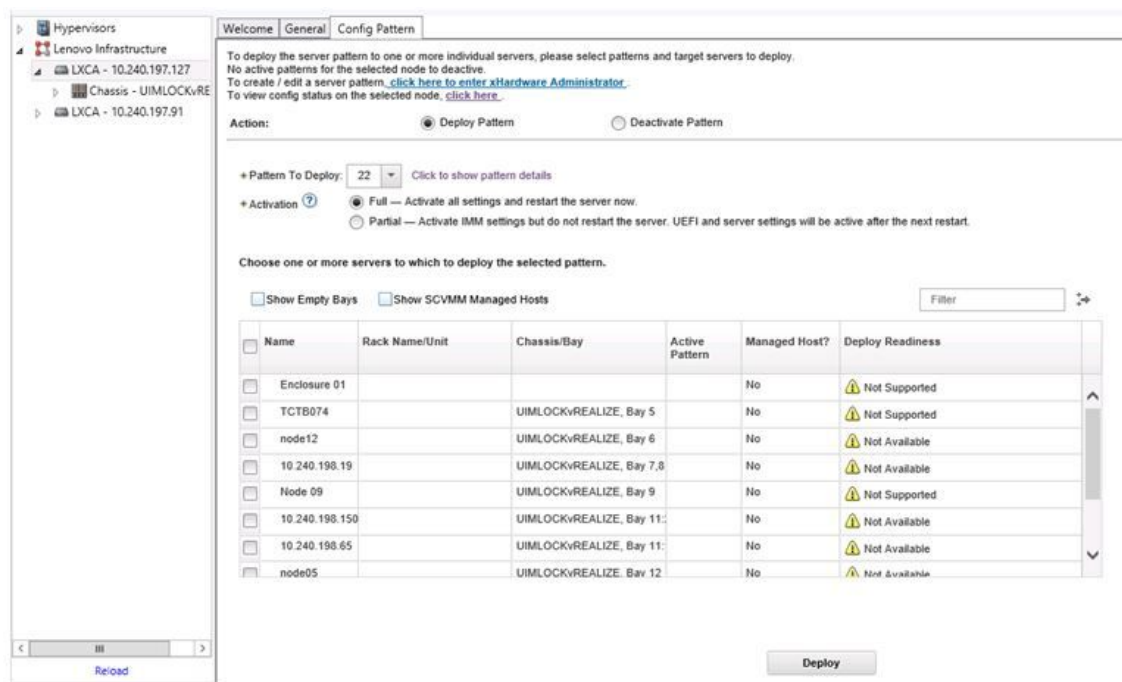 Hypervisors
Lenovo Infrastructure
LXCA - 10.240.197.127
Chassis - UIMLOCKvRE
LXCA - 10.240.197.91
Reload
Welcome General Config Pattern
To deploy the server pattern to one or more individual servers, please select patterns and target servers to deploy.
No active patterns for the selected node to deactive.
To create / edit a server pattern, click here to enter xHardware Administrator .
To view config status on the selected node, click here .
Action: Deploy Pattern Deactivate Pattern
+ Pattern To Deploy: 22 Click to show pattern details
+ Activation ? Full — Activate all settings and restart the server now.
Partial — Activate IMM settings but do not restart the server. UEFI and server settings will be active after the next restart.
Choose one or more servers to which to deploy the selected pattern.
Show Empty Bays Show SCVMM Managed Hosts Filter
Name Rack Name/Unit Chassis/Bay Active Pattern Managed Host? Deploy Readiness
Enclosure 01 No Not Supported
TCTB074 UIMLOCKvREALIZE, Bay 5 No Not Supported
node12 UIMLOCKvREALIZE, Bay 6 No Not Available
10.240.198.19 UIMLOCKvREALIZE, Bay 7,8 No Not Available
Node 09 UIMLOCKvREALIZE, Bay 9 No Not Supported
10.240.198.150 UIMLOCKvREALIZE, Bay 11: No Not Available
10.240.198.65 UIMLOCKvREALIZE, Bay 11: No Not Available
node05 UIMLOCKvREALIZE, Bay 12 No Not Available
Deploy